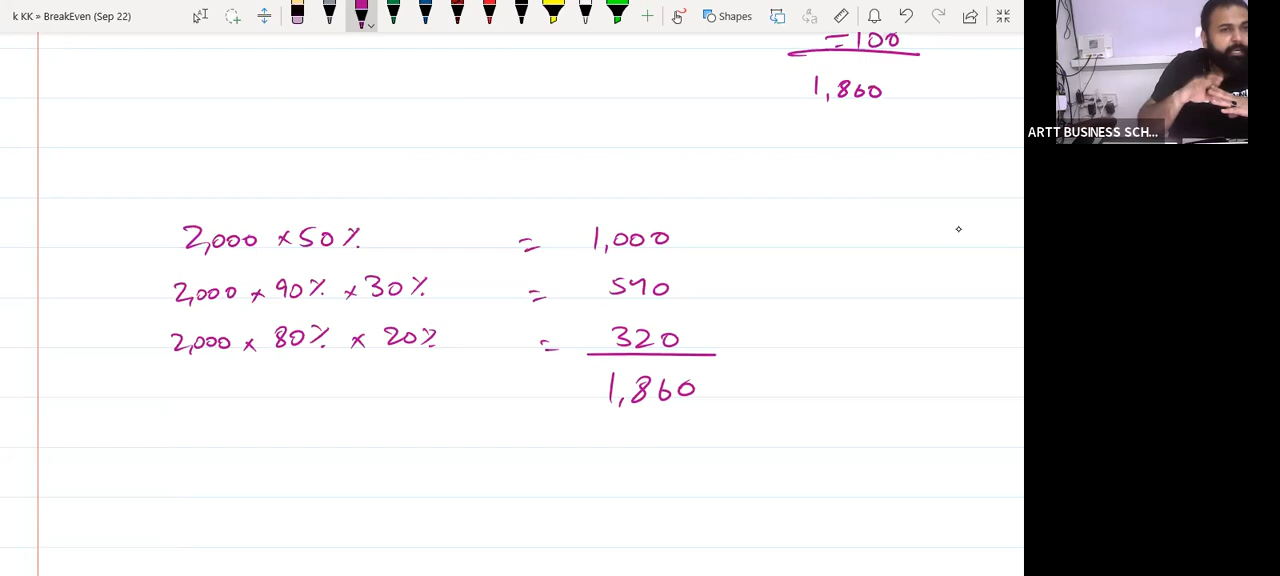 k KK » BreakEven (Sep 22)
Shapes
= 100
1,860
ARTT BUSINESS SCH...
2,000 × 50% = 1,000
2,000 × 90% × 30% = 540
2,000 × 80% × 20% = 320
1,860